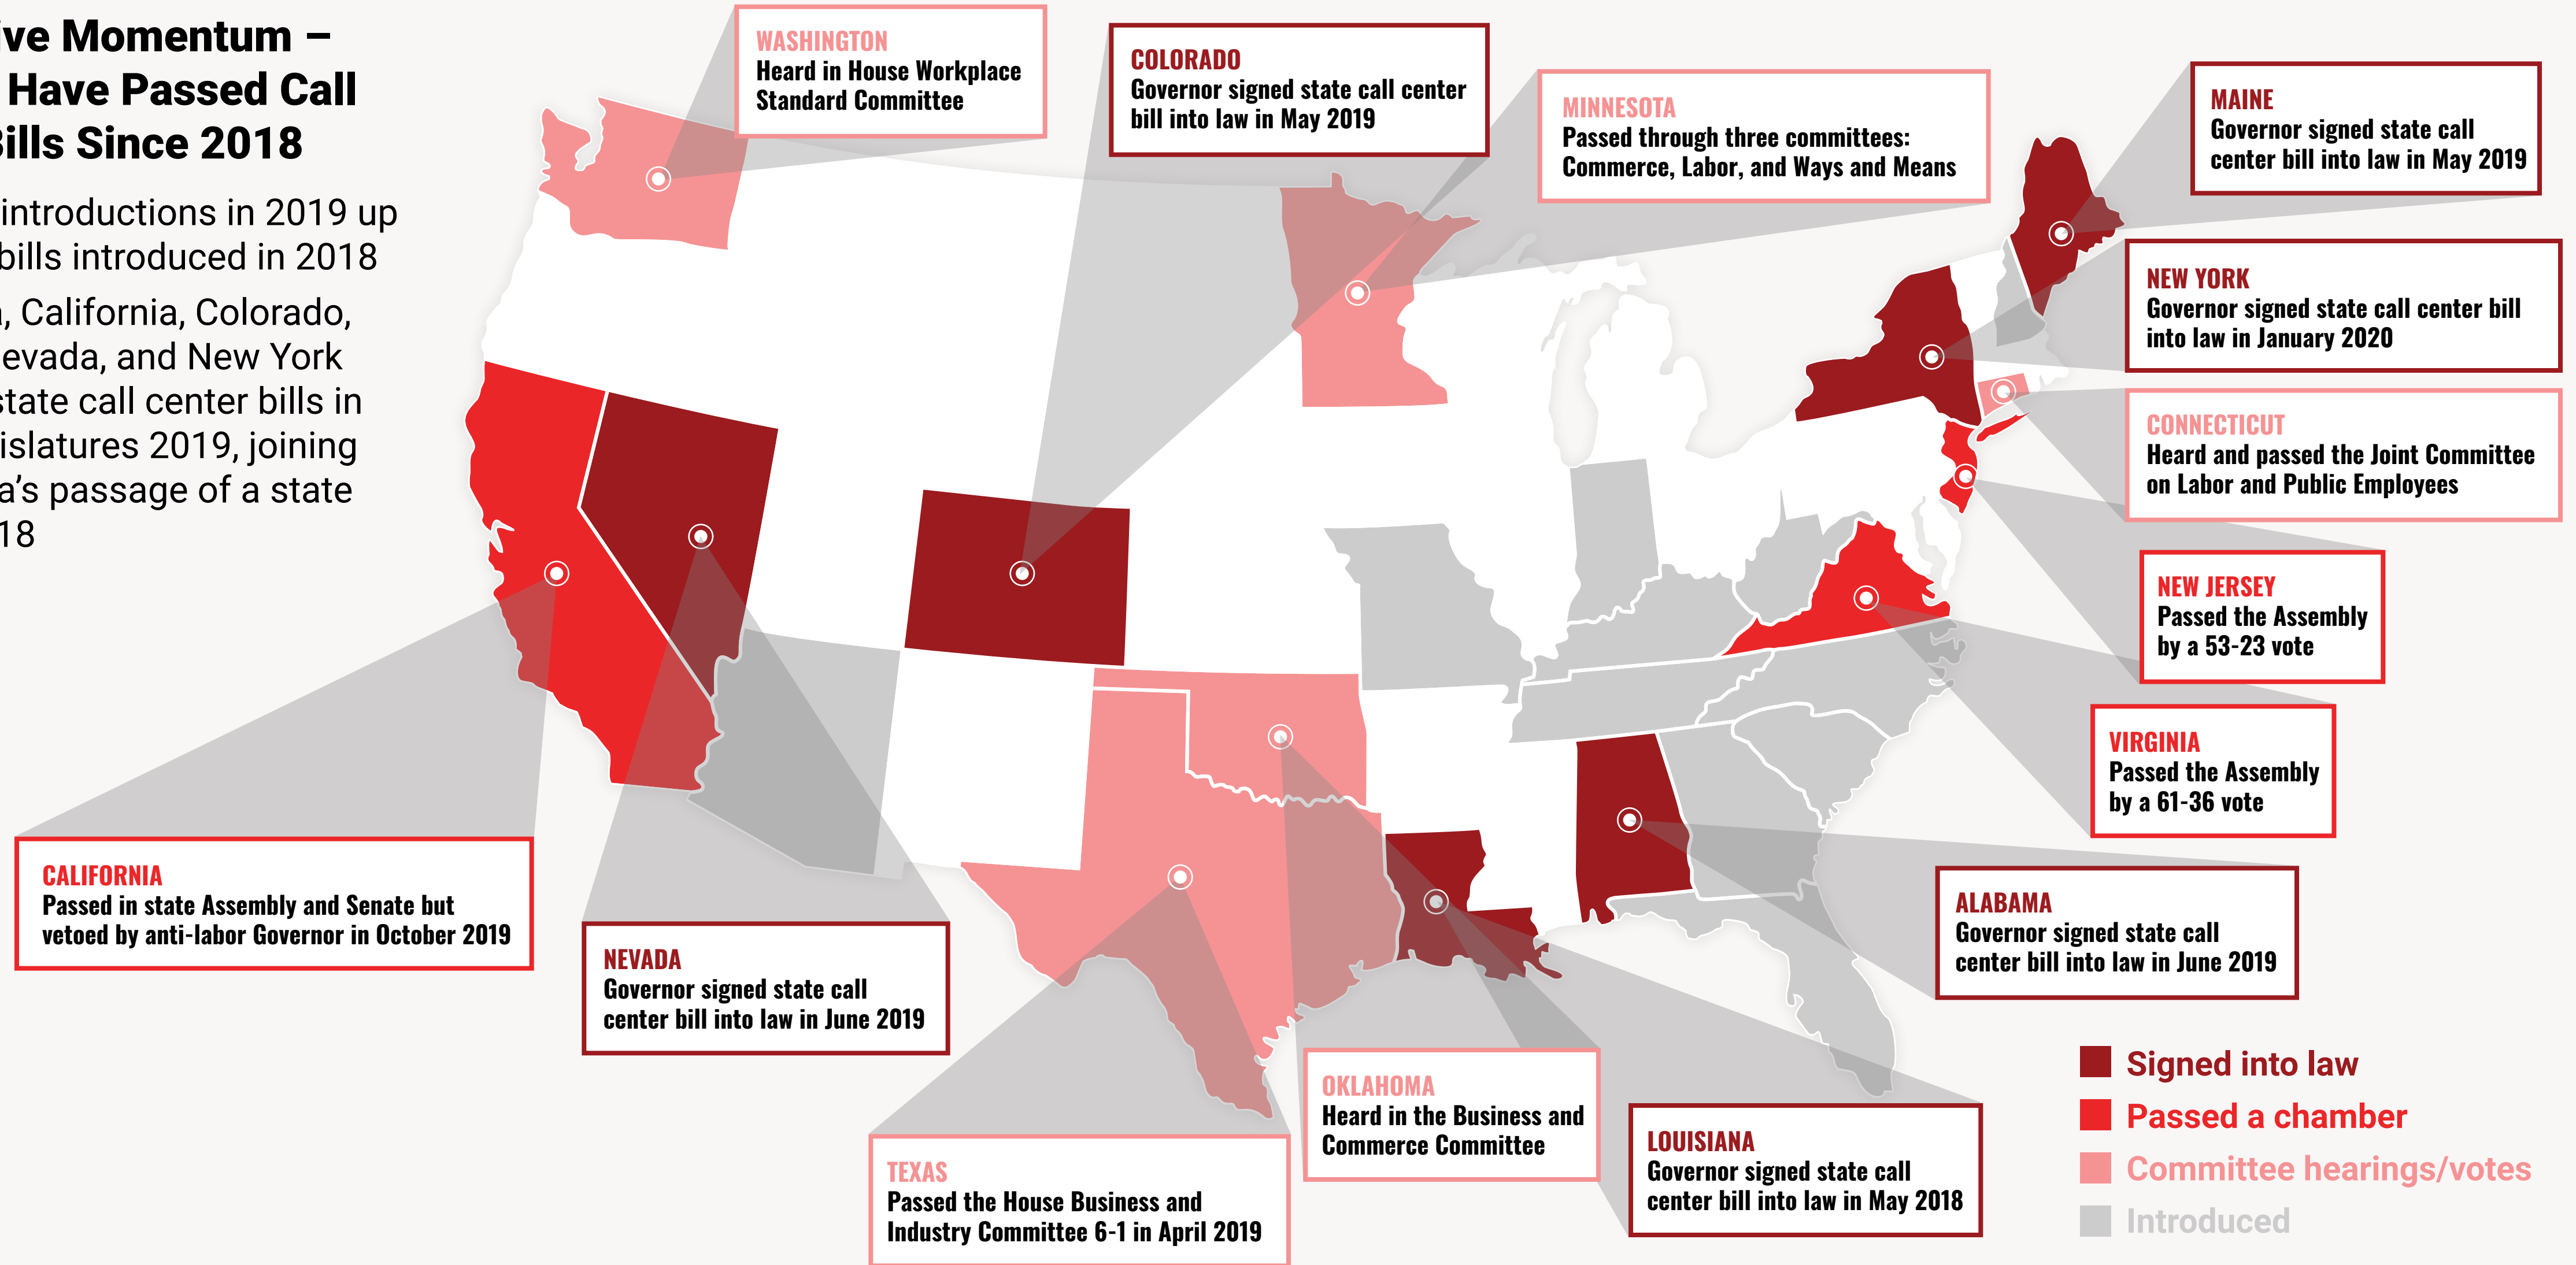 ive Momentum –
Have Passed Call
Bills Since 2018
introductions in 2019 up
bills introduced in 2018
, California, Colorado,
evada, and New York
state call center bills in
islatures 2019, joining
a's passage of a state
18
WASHINGTON
Heard in House Workplace
Standard Committee
COLORADO
Governor signed state call center
bill into law in May 2019
MINNESOTA
Passed through three committees:
Commerce, Labor, and Ways and Means
MAINE
Governor signed state call
center bill into law in May 2019
NEW YORK
Governor signed state call center bill
into law in January 2020
CONNECTICUT
Heard and passed the Joint Committee
on Labor and Public Employees
NEW JERSEY
Passed the Assembly
by a 53-23 vote
VIRGINIA
Passed the Assembly
by a 61-36 vote
ALABAMA
Governor signed state call
center bill into law in June 2019
CALIFORNIA
Passed in state Assembly and Senate but
vetoed by anti-labor Governor in October 2019
NEVADA
Governor signed state call
center bill into law in June 2019
TEXAS
Passed the House Business and
Industry Committee 6-1 in April 2019
OKLAHOMA
Heard in the Business and
Commerce Committee
LOUISIANA
Governor signed state call
center bill into law in May 2018
Signed into law
Passed a chamber
Committee hearings/votes
Introduced